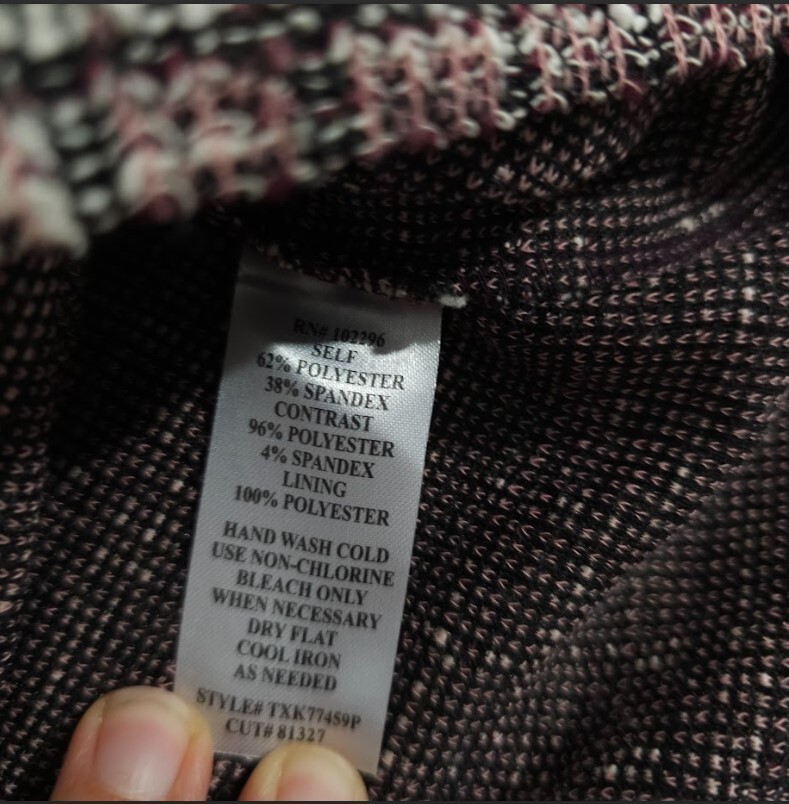 RN# 102296
SELF
62% POLYESTER
38% SPANDEX
CONTRAST
96% POLYESTER
4% SPANDEX
LINING
100% POLYESTER
HAND WASH COLD
USE NON-CHLORINE
BLEACH ONLY
WHEN NECESSARY
DRY FLAT
COOL IRON
AS NEEDED
STYLE# TXK77459P
CUT# 81327